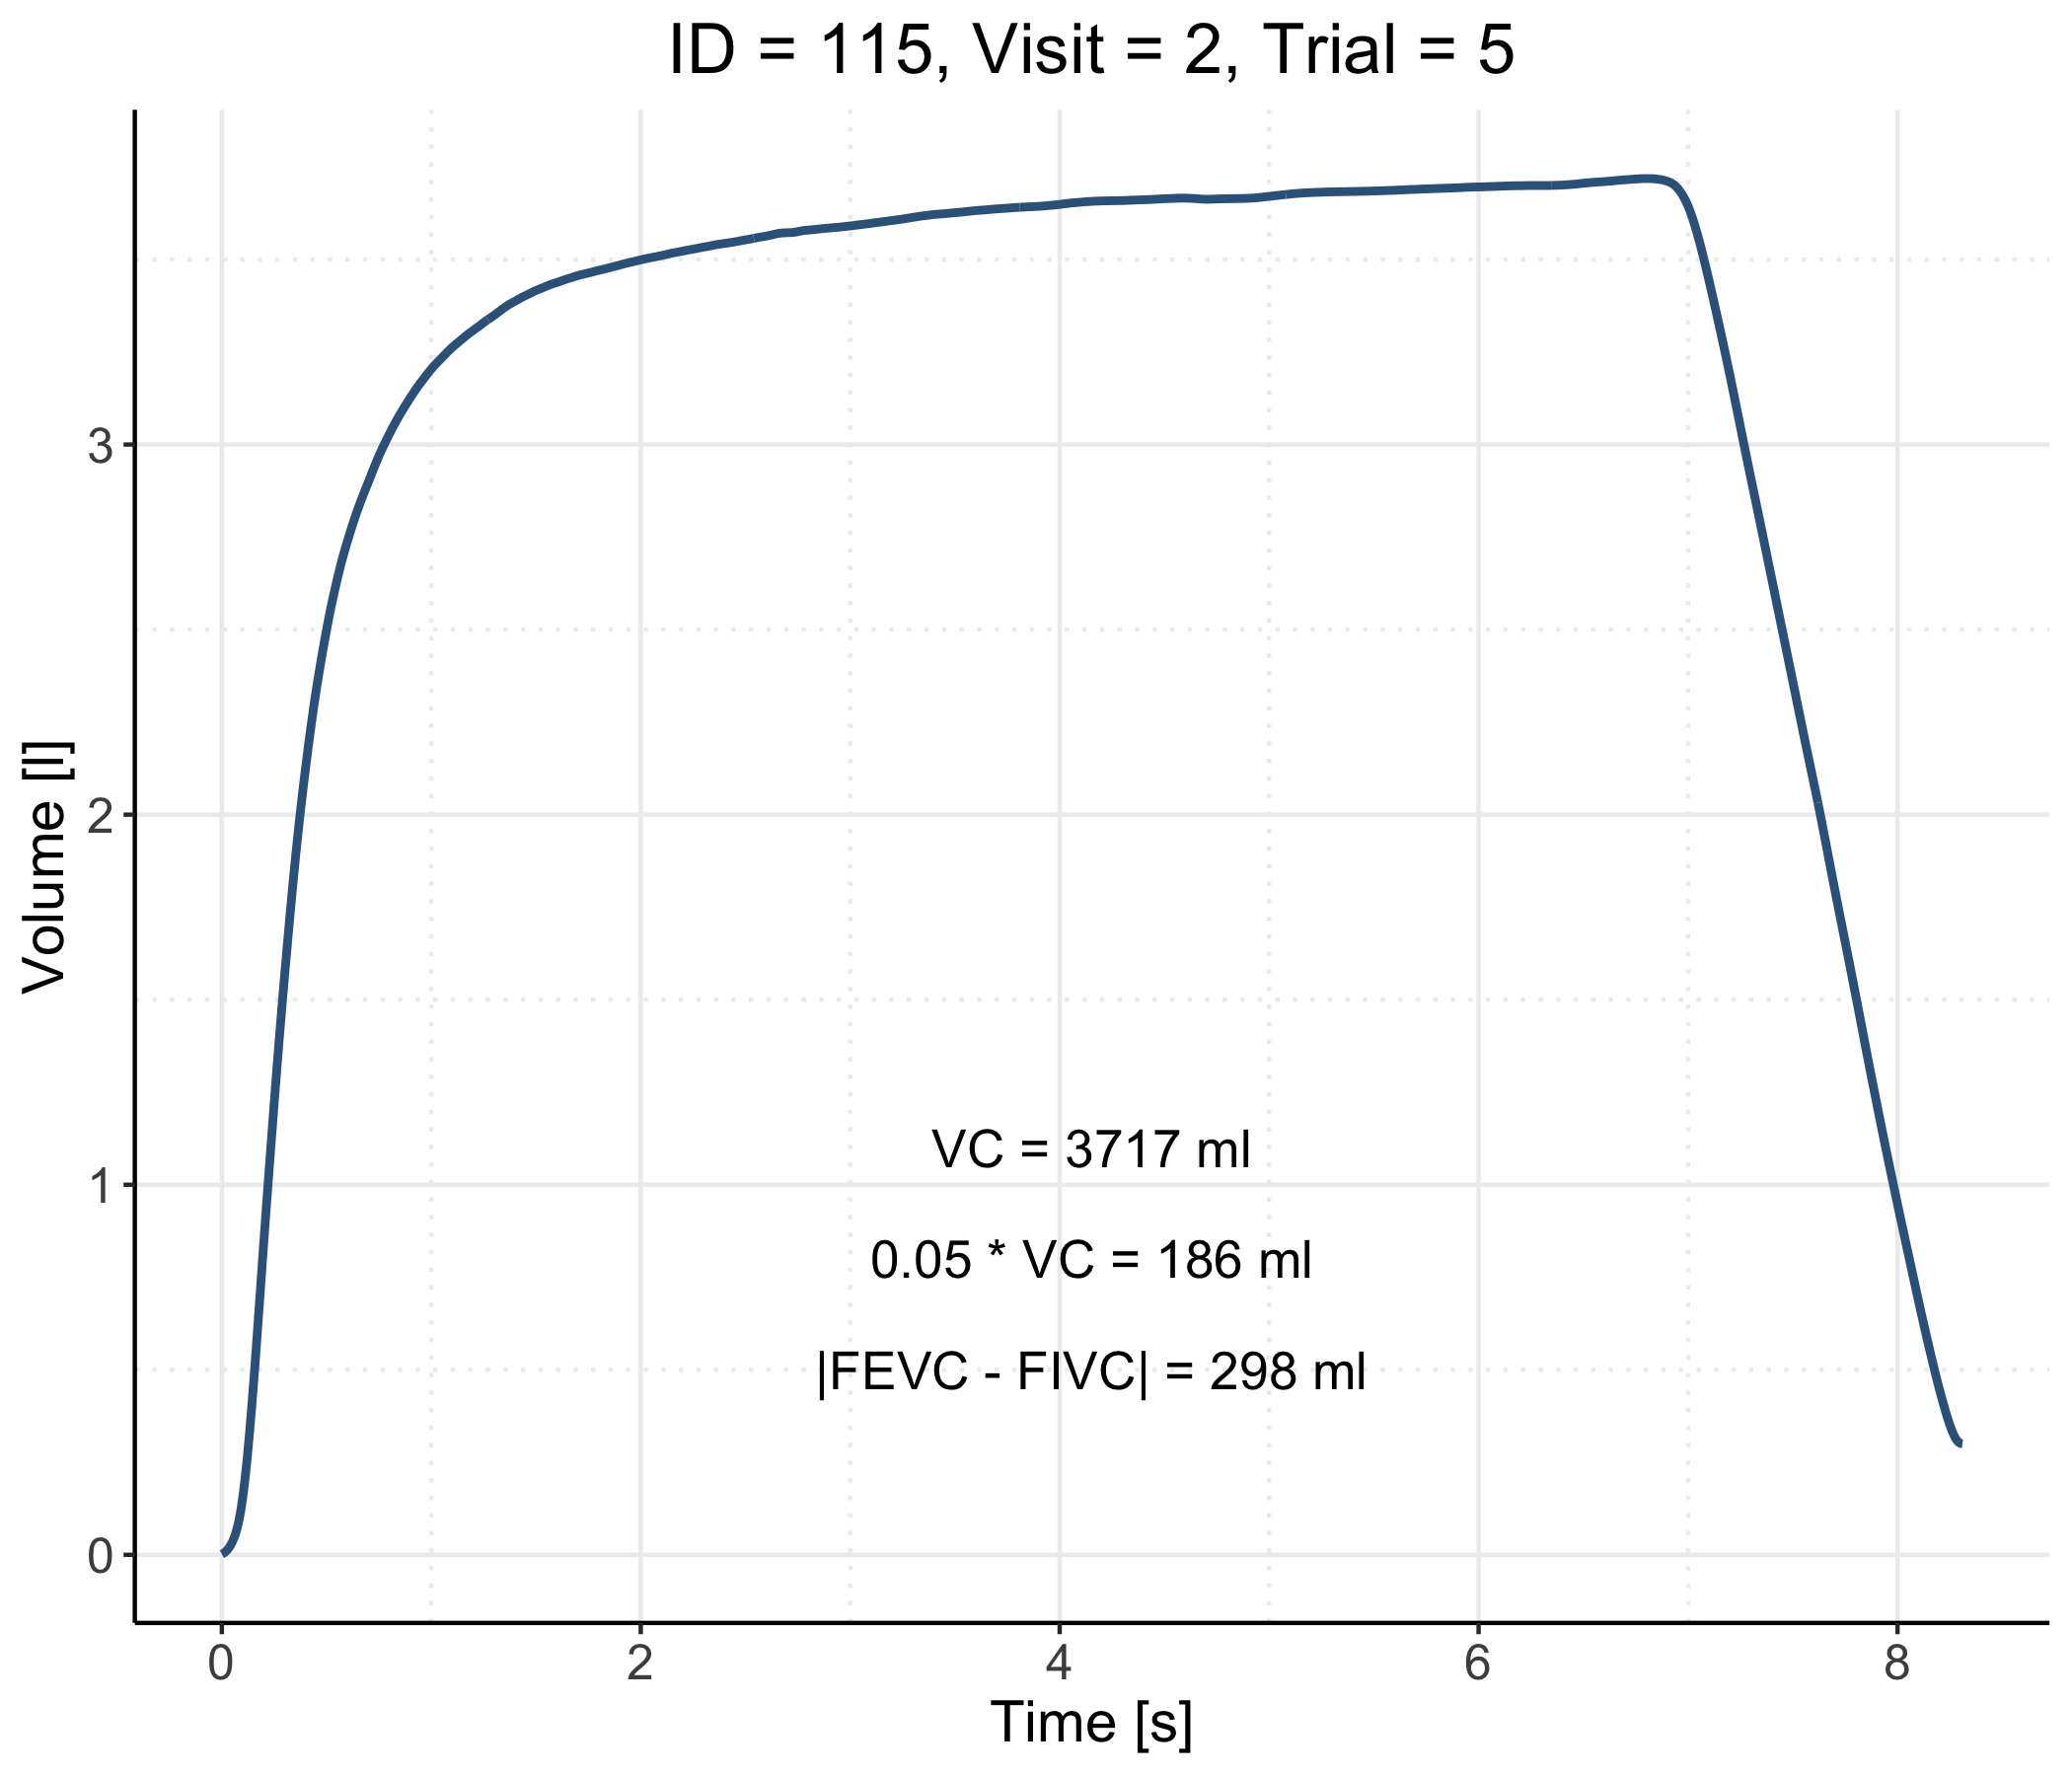 ID = 115, Visit = 2, Trial = 5
Volume [l]
3
2
1
0
VC = 3717 ml
0.05 * VC = 186 ml
|FEVC - FIVC| = 298 ml
0 2 4 6 8
Time [s]